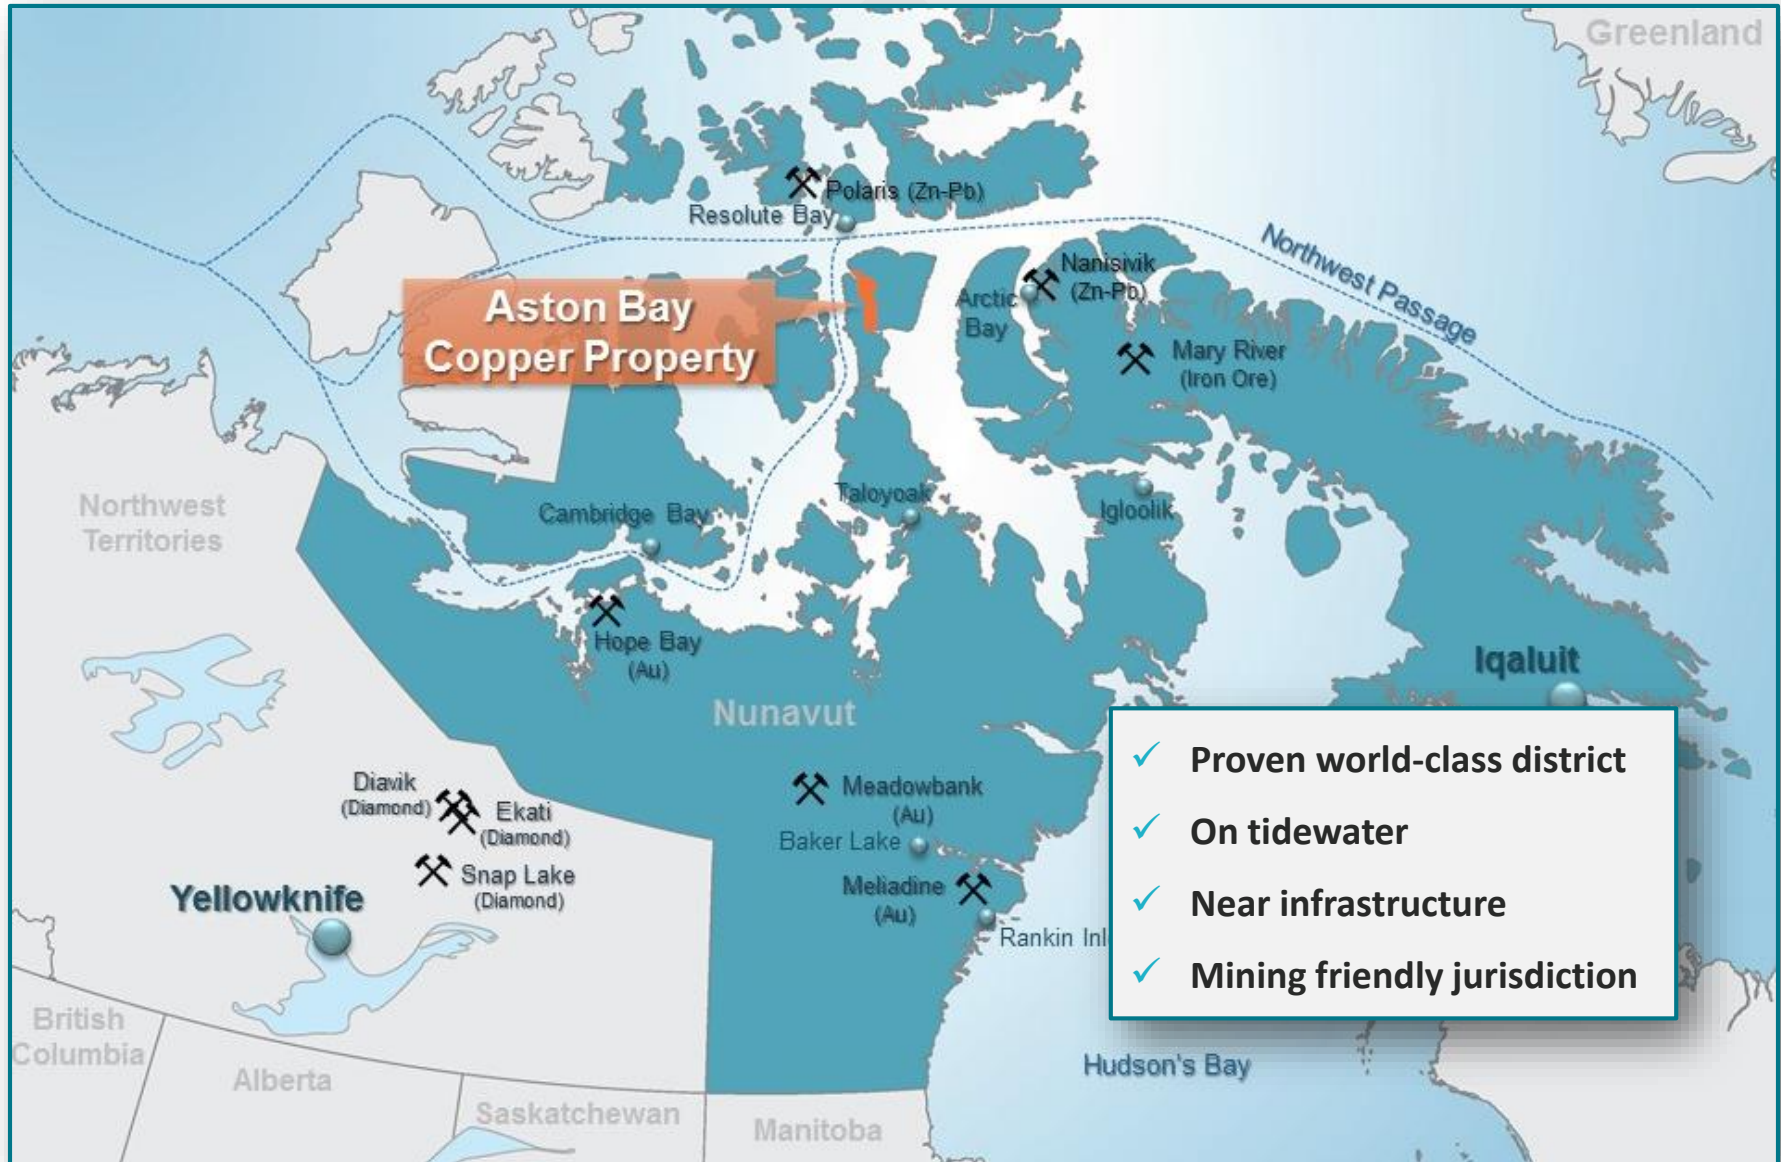 Greenland
Polaris (Zn-Pb)
Resolute Bay
Northwest Passage
Nanisivik
(Zn-Pb)
Arctic
Bay
Aston Bay
Copper Property
Mary River
(Iron Ore)
Northwest
Territories
Cambridge Bay
Taloyoak
Igloolik
Hope Bay
(Au)
Iqaluit
Nunavut
Proven world-class district
On tidewater
Near infrastructure
Mining friendly jurisdiction
Diavik
(Diamond)
Ekati
(Diamond)
Meadowbank
(Au)
Baker Lake
Snap Lake
(Diamond)
Meliadine
(Au)
Yellowknife
Rankin Inl
British
Columbia
Alberta
Saskatchewan
Manitoba
Hudson's Bay